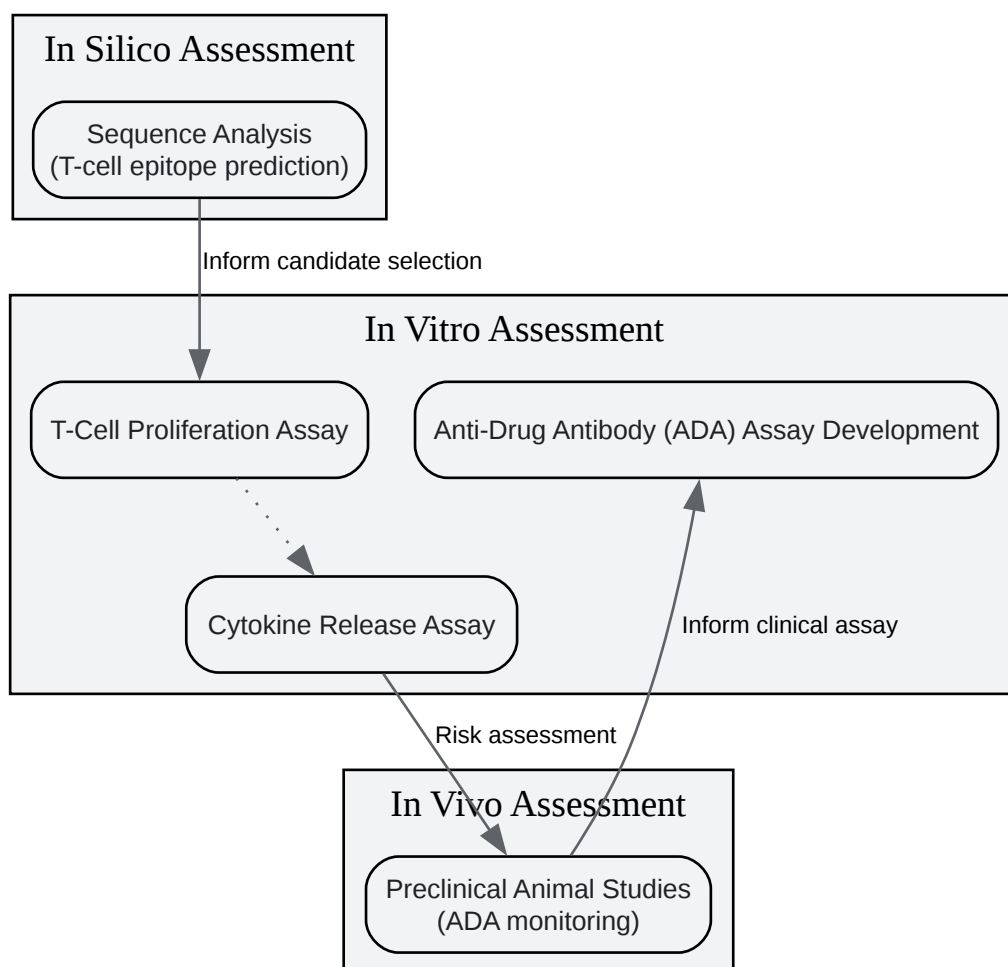 In Silico Assessment
Sequence Analysis
(T-cell epitope prediction)
Inform candidate selection
In Vitro Assessment
T-Cell Proliferation Assay
Anti-Drug Antibody (ADA) Assay Development
Cytokine Release Assay
Inform clinical assay
Risk assessment
In Vivo Assessment
Preclinical Animal Studies
(ADA monitoring)